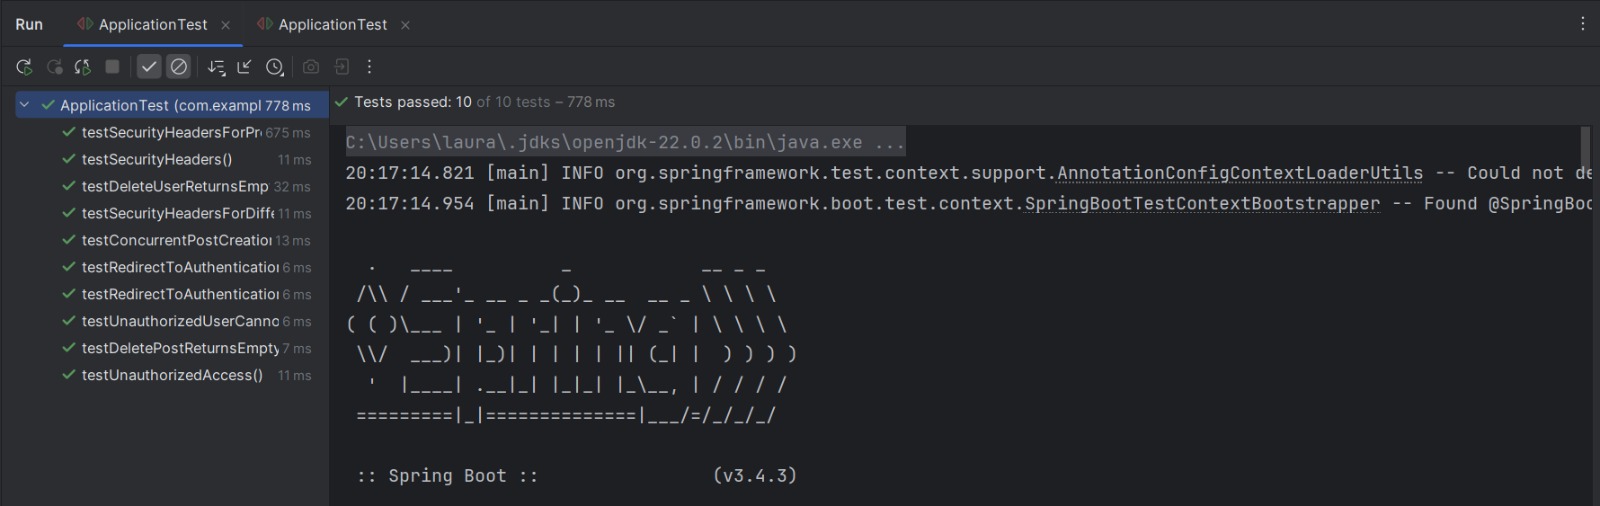 Run ApplicationTest × ApplicationTest ×
ApplicationTest (com.exampl 778 ms
testSecurityHeadersForPr 675 ms
testSecurityHeaders() 11 ms
testDeleteUserReturnsEmp 32 ms
testSecurityHeadersForDiffe 11 ms
testConcurrentPostCreation 13 ms
testRedirectToAuthentication 6 ms
testRedirectToAuthentication 6 ms
testUnauthorizedUserCanno 6 ms
testDeletePostReturnsEmpty 7 ms
testUnauthorizedAccess() 11 ms
Tests passed: 10 of 10 tests – 778 ms
C:\Users\laura\.jdks\openjdk-22.0.2\bin\java.exe ...
20:17:14.821 [main] INFO org.springframework.test.context.support.AnnotationConfigContextLoaderUtils -- Could not de
20:17:14.954 [main] INFO org.springframework.boot.test.context.SpringBootTestContextBootstrapper -- Found @SpringBoo
  .   ____          _            __ _ _
 /\\ / ___'_ __ _ _(_)_ __  __ _ \ \ \ \
( ( )\___ | '_ | '_| | '_ \/ _` | \ \ \ \
 \\/  ___)| |_)| | | | | || (_| |  ) ) ) )
  '  |____| .__|_| |_|_| |_\__, | / / / /
 =========|_|==============|___/=/_/_/_/
:: Spring Boot :: (v3.4.3)